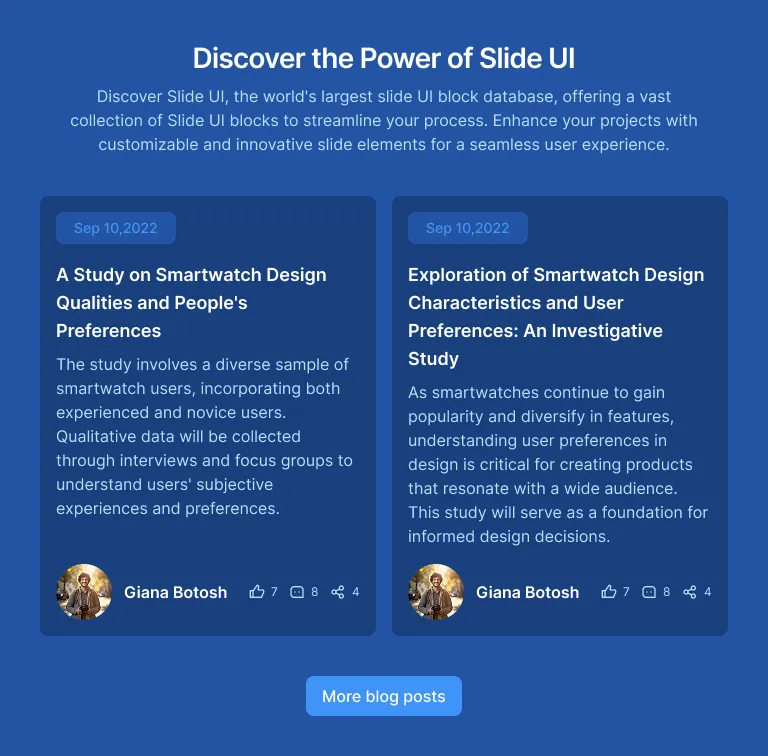 Discover the Power of Slide UI
Discover Slide UI, the world's largest slide UI block database, offering a vast
collection of Slide UI blocks to streamline your process. Enhance your projects with
customizable and innovative slide elements for a seamless user experience.
Sep 10,2022
A Study on Smartwatch Design
Qualities and People's
Preferences
The study involves a diverse sample of
smartwatch users, incorporating both
experienced and novice users.
Qualitative data will be collected
through interviews and focus groups to
understand users' subjective
experiences and preferences.
Giana Botosh 7 8 4
Sep 10,2022
Exploration of Smartwatch Design
Characteristics and User
Preferences: An Investigative
Study
As smartwatches continue to gain
popularity and diversify in features,
understanding user preferences in
design is critical for creating products
that resonate with a wide audience.
This study will serve as a foundation for
informed design decisions.
Giana Botosh 7 8 4
More blog posts